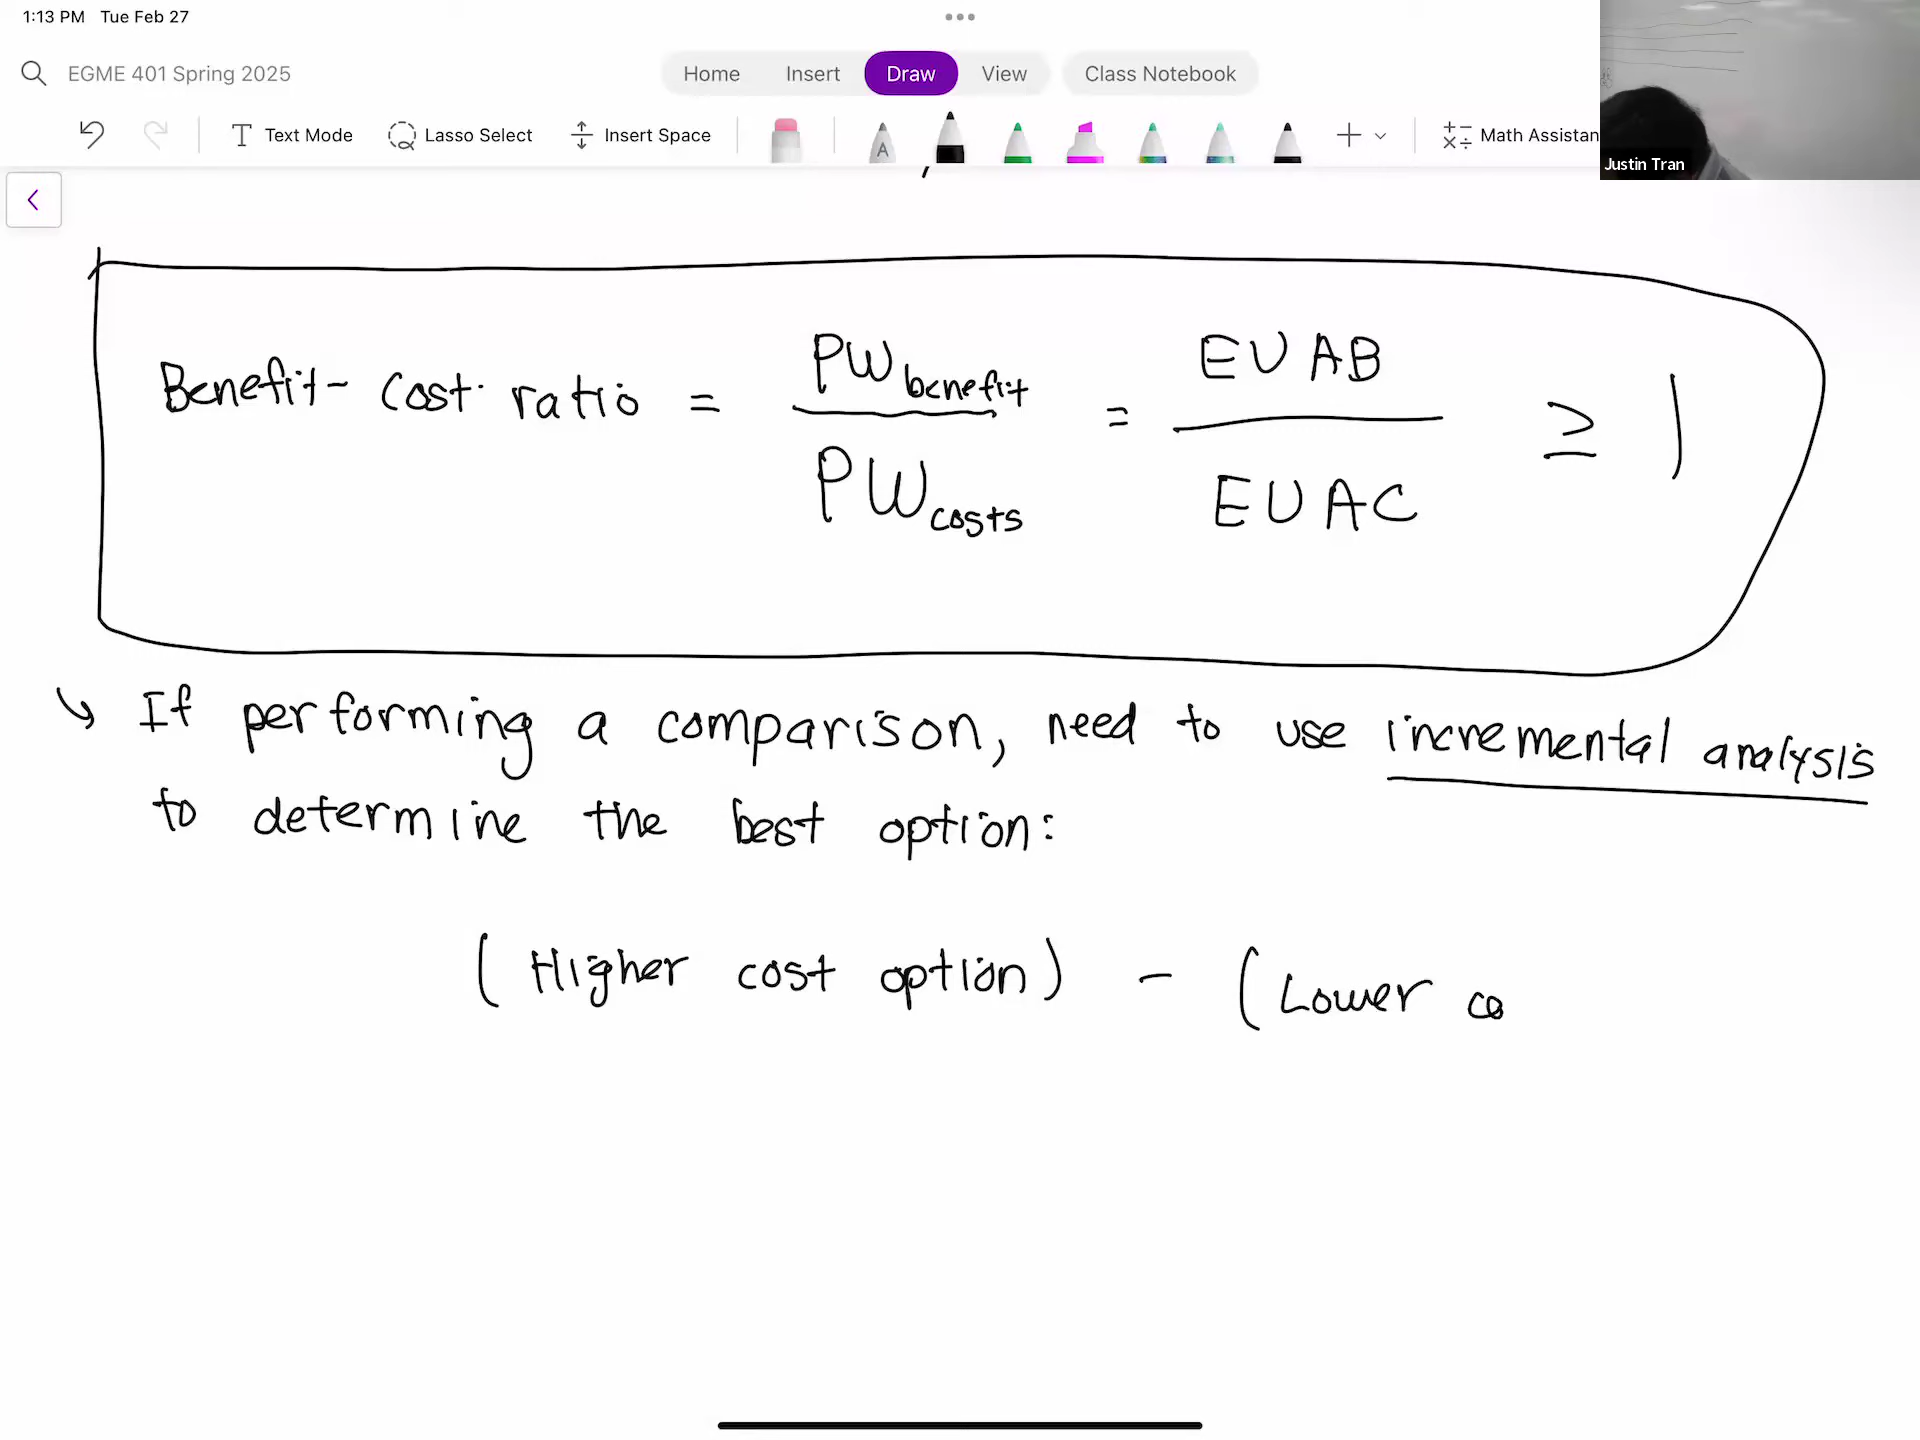 1:13 PM Tue Feb 27
EGME 401 Spring 2025
Home Insert Draw View Class Notebook
Text Mode Lasso Select Insert Space A Math Assistan
Justin Tran
Benefit- Cost ratio = PW benefit / PW costs = EUAB / EUAC ≥ 1
↳ If performing a comparison, need to use incremental analysis
to determine the best option:
( Higher cost option) - (Lower co